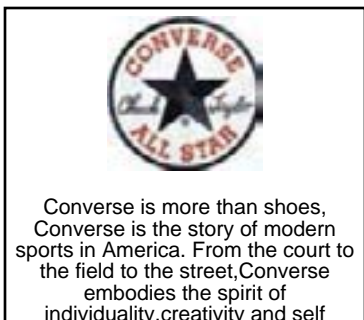 CONVERSE
Chuck Taylor
ALL STAR
Converse is more than shoes,
Converse is the story of modern
sports in America. From the court to
the field to the street,Converse
embodies the spirit of
individuality,creativity and self